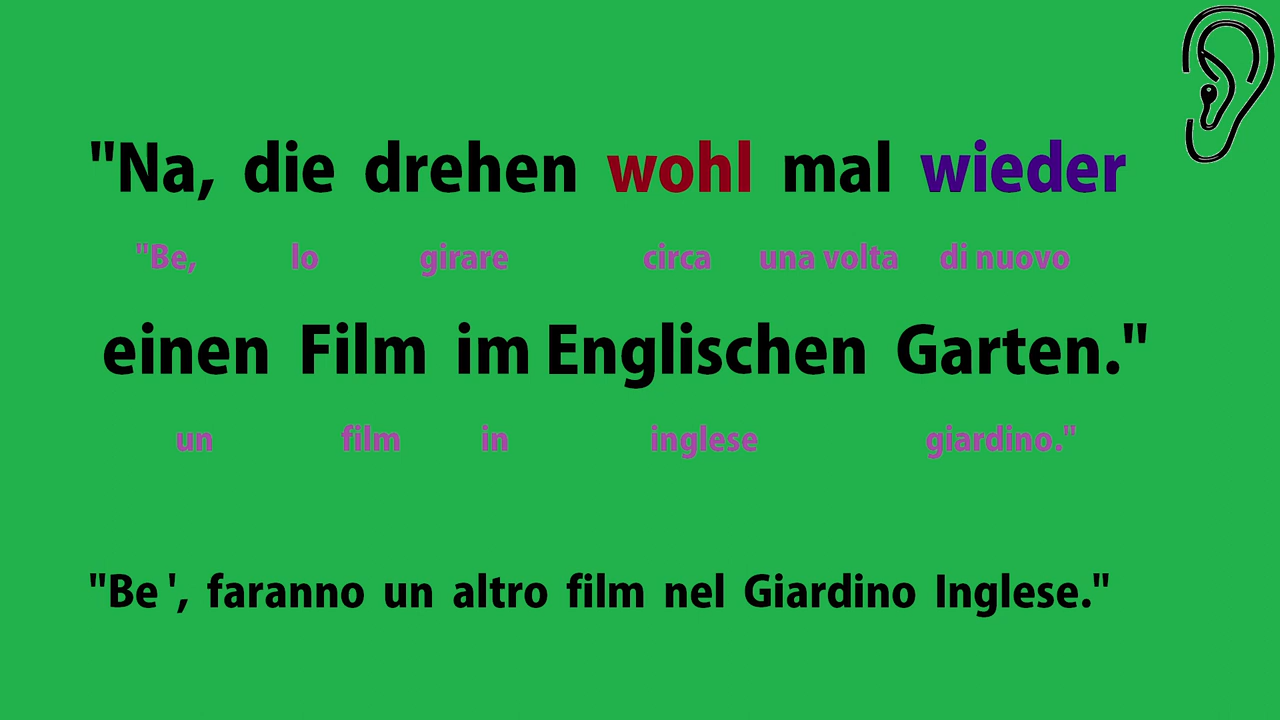 "Na, die drehen wohl mal wieder
"Be, lo girare circa una volta di nuovo
einen Film im Englischen Garten."
un film in inglese giardino."
"Be ', faranno un altro film nel Giardino Inglese."